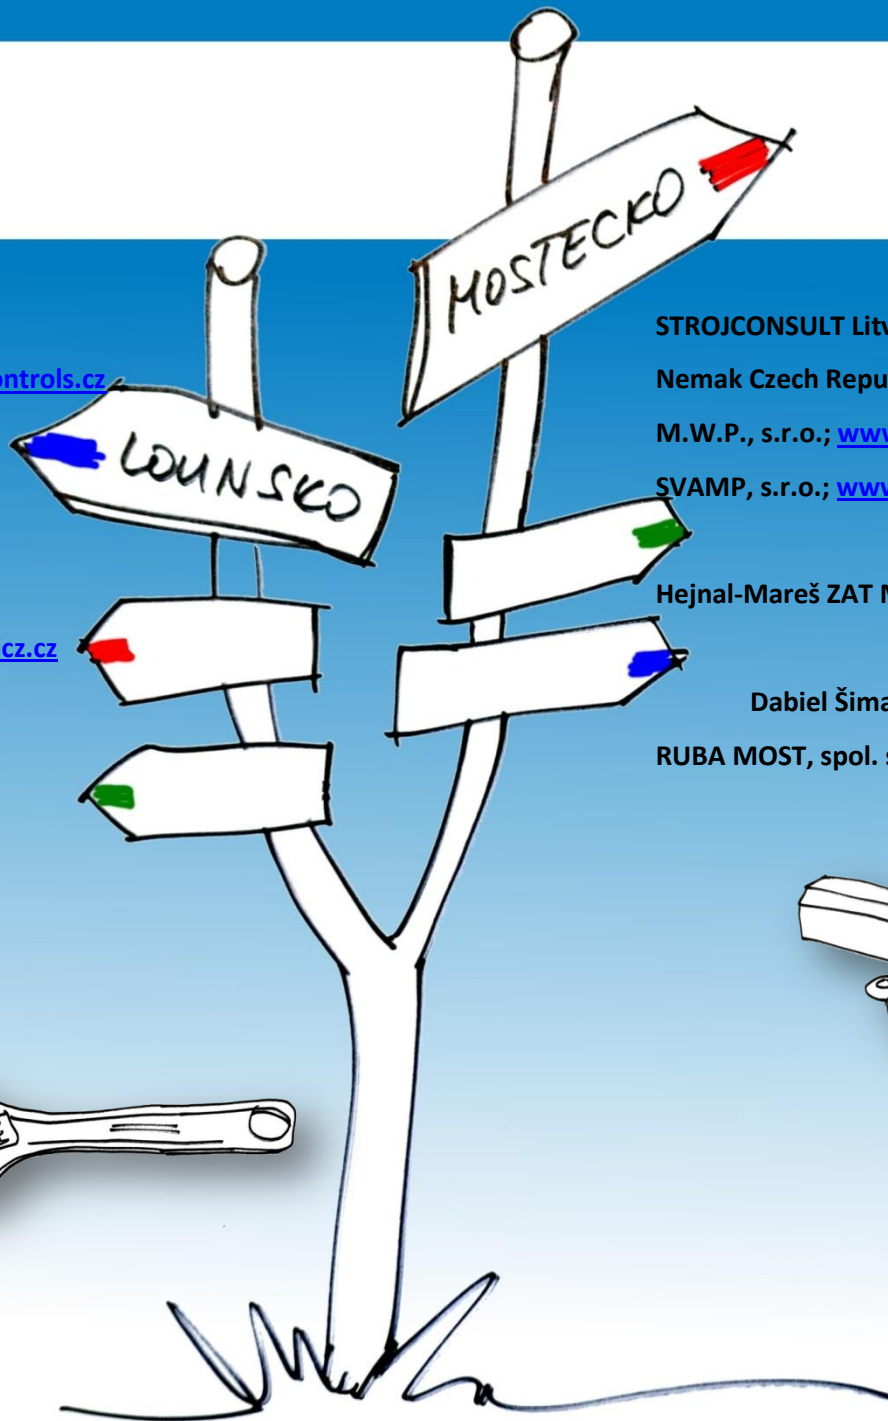 MOSTECKO
LOUNSKO
ontrols.cz
icz.cz
STROJCONSULT Litv
Nemak Czech Repu
M.W.P., s.r.o.; www
SVAMP, s.r.o.; www
Hejnal-Mareš ZAT M
Dabiel Šima
RUBA MOST, spol. s